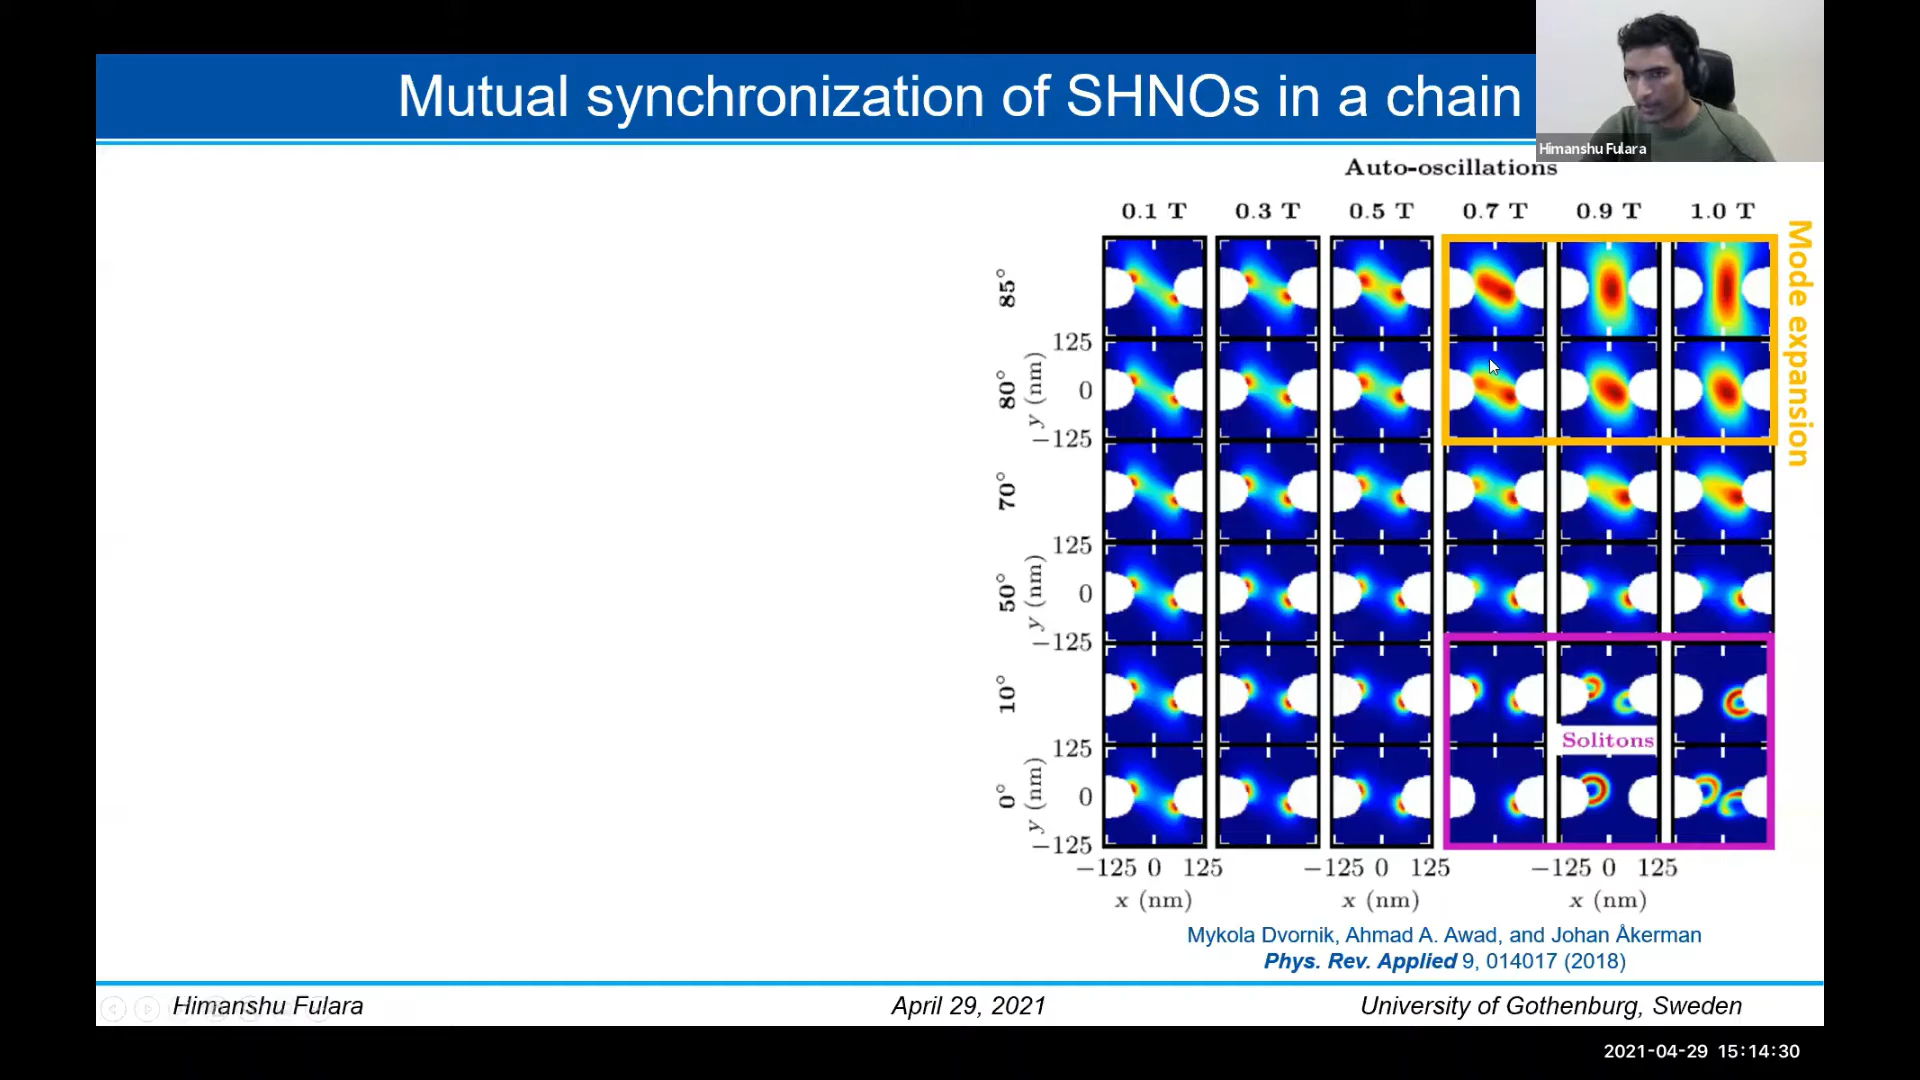 Mutual synchronization of SHNOs in a chain
Himanshu Fulara
Auto-oscillations
0.1 T 0.3 T 0.5 T 0.7 T 0.9 T 1.0 T
Mode expansion
85°
125
80° y (nm) 0
−125
70°
125
50° y (nm) 0
−125
10°
Solitons
125
0° y (nm) 0
−125
−125 0 125 −125 0 125 −125 0 125
x (nm) x (nm) x (nm)
Mykola Dvornik, Ahmad A. Awad, and Johan Åkerman
Phys. Rev. Applied 9, 014017 (2018)
Himanshu Fulara April 29, 2021 University of Gothenburg, Sweden
2021-04-29 15:14:30